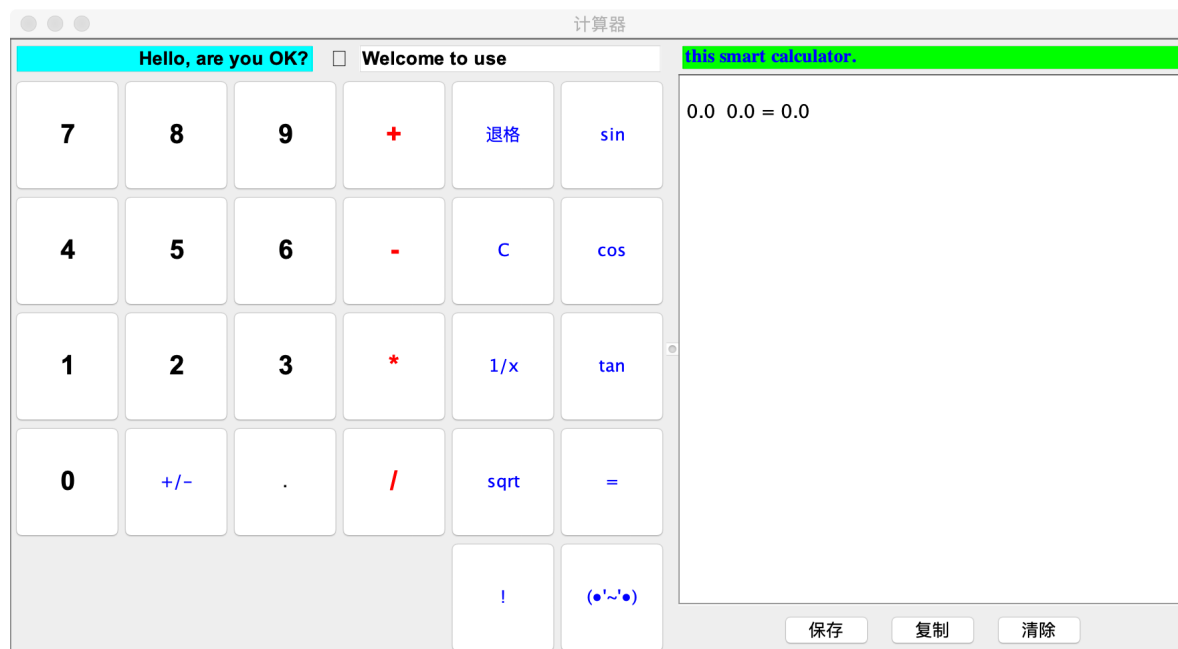 计算器
Hello, are you OK? Welcome to use this smart calculator.
7 8 9 + 退格 sin
0.0 0.0 = 0.0
4 5 6 - C cos
1 2 3 * 1/x tan
0 +/- . / sqrt =
! (●'~'●)
保存 复制 清除